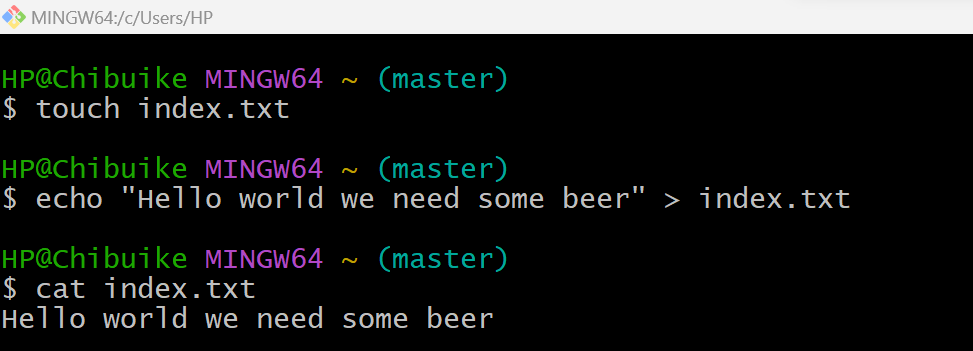 MINGW64:/c/Users/HP
HP@Chibuike MINGW64 ~ (master)
$ touch index.txt
HP@Chibuike MINGW64 ~ (master)
$ echo "Hello world we need some beer" > index.txt
HP@Chibuike MINGW64 ~ (master)
$ cat index.txt
Hello world we need some beer